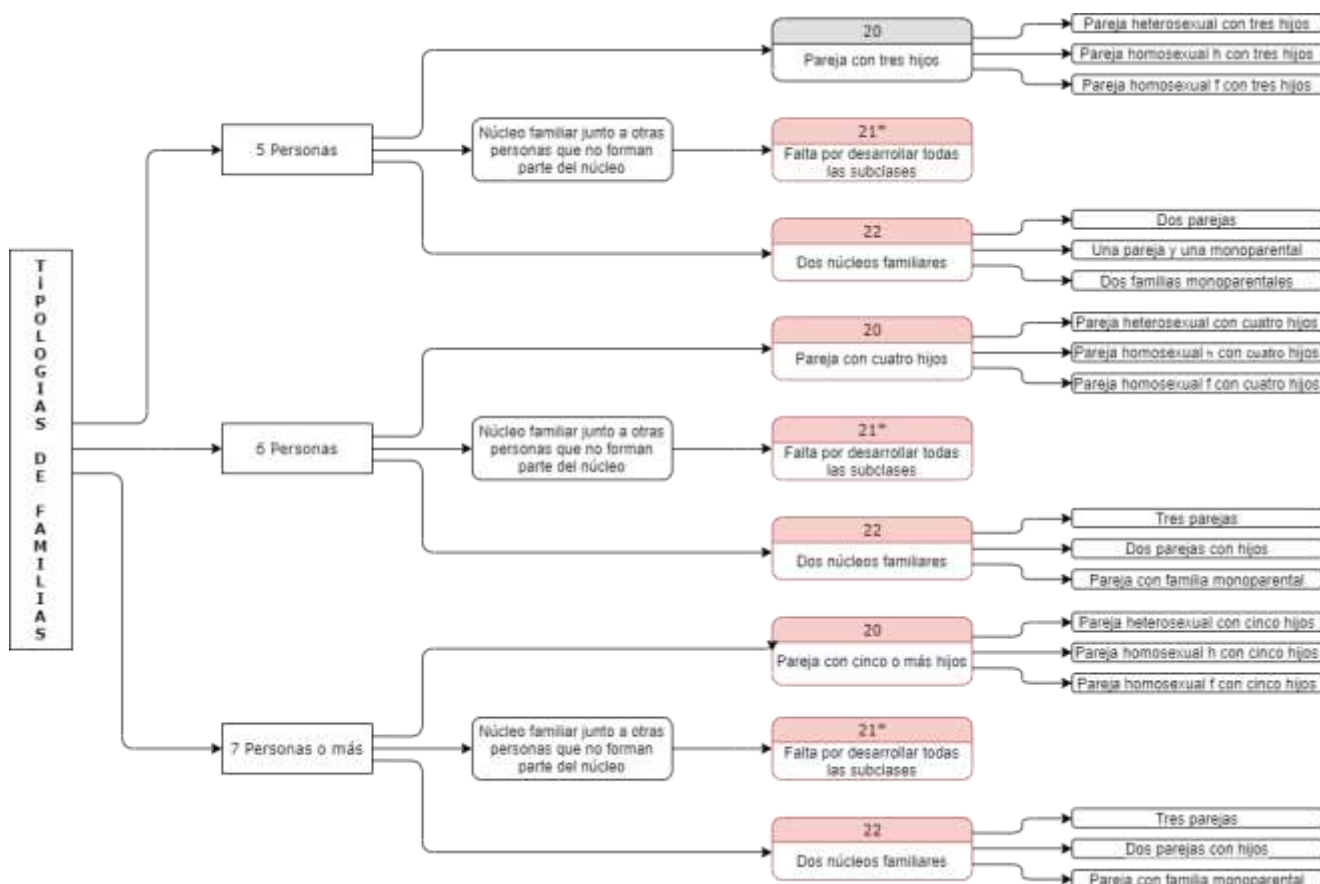 TIPOLOGIAS DE FAMILIAS
5 Personas
20
Pareja con tres hijos
Pareja heterosexual con tres hijos
Pareja homosexual h con tres hijos
Pareja homosexual f con tres hijos
Núcleo familiar junto a otras
personas que no forman
parte del núcleo
21**
Falta por desarrollar todas
las subclases
22
Dos núcleos familiares
Dos parejas
Una pareja y una monoparental
Dos familias monoparentales
6 Personas
20
Pareja con cuatro hijos
Pareja heterosexual con cuatro hijos
Pareja homosexual h con cuatro hijos
Pareja homosexual f con cuatro hijos
Núcleo familiar junto a otras
personas que no forman
parte del núcleo
21**
Falta por desarrollar todas
las subclases
22
Dos núcleos familiares
Tres parejas
Dos parejas con hijos
Pareja con familia monoparental
7 Personas o más
20
Pareja con cinco o más hijos
Pareja heterosexual con cinco hijos
Pareja homosexual h con cinco hijos
Pareja homosexual f con cinco hijos
Núcleo familiar junto a otras
personas que no forman
parte del núcleo
21**
Falta por desarrollar todas
las subclases
22
Dos núcleos familiares
Tres parejas
Dos parejas con hijos
Pareja con familia monoparental